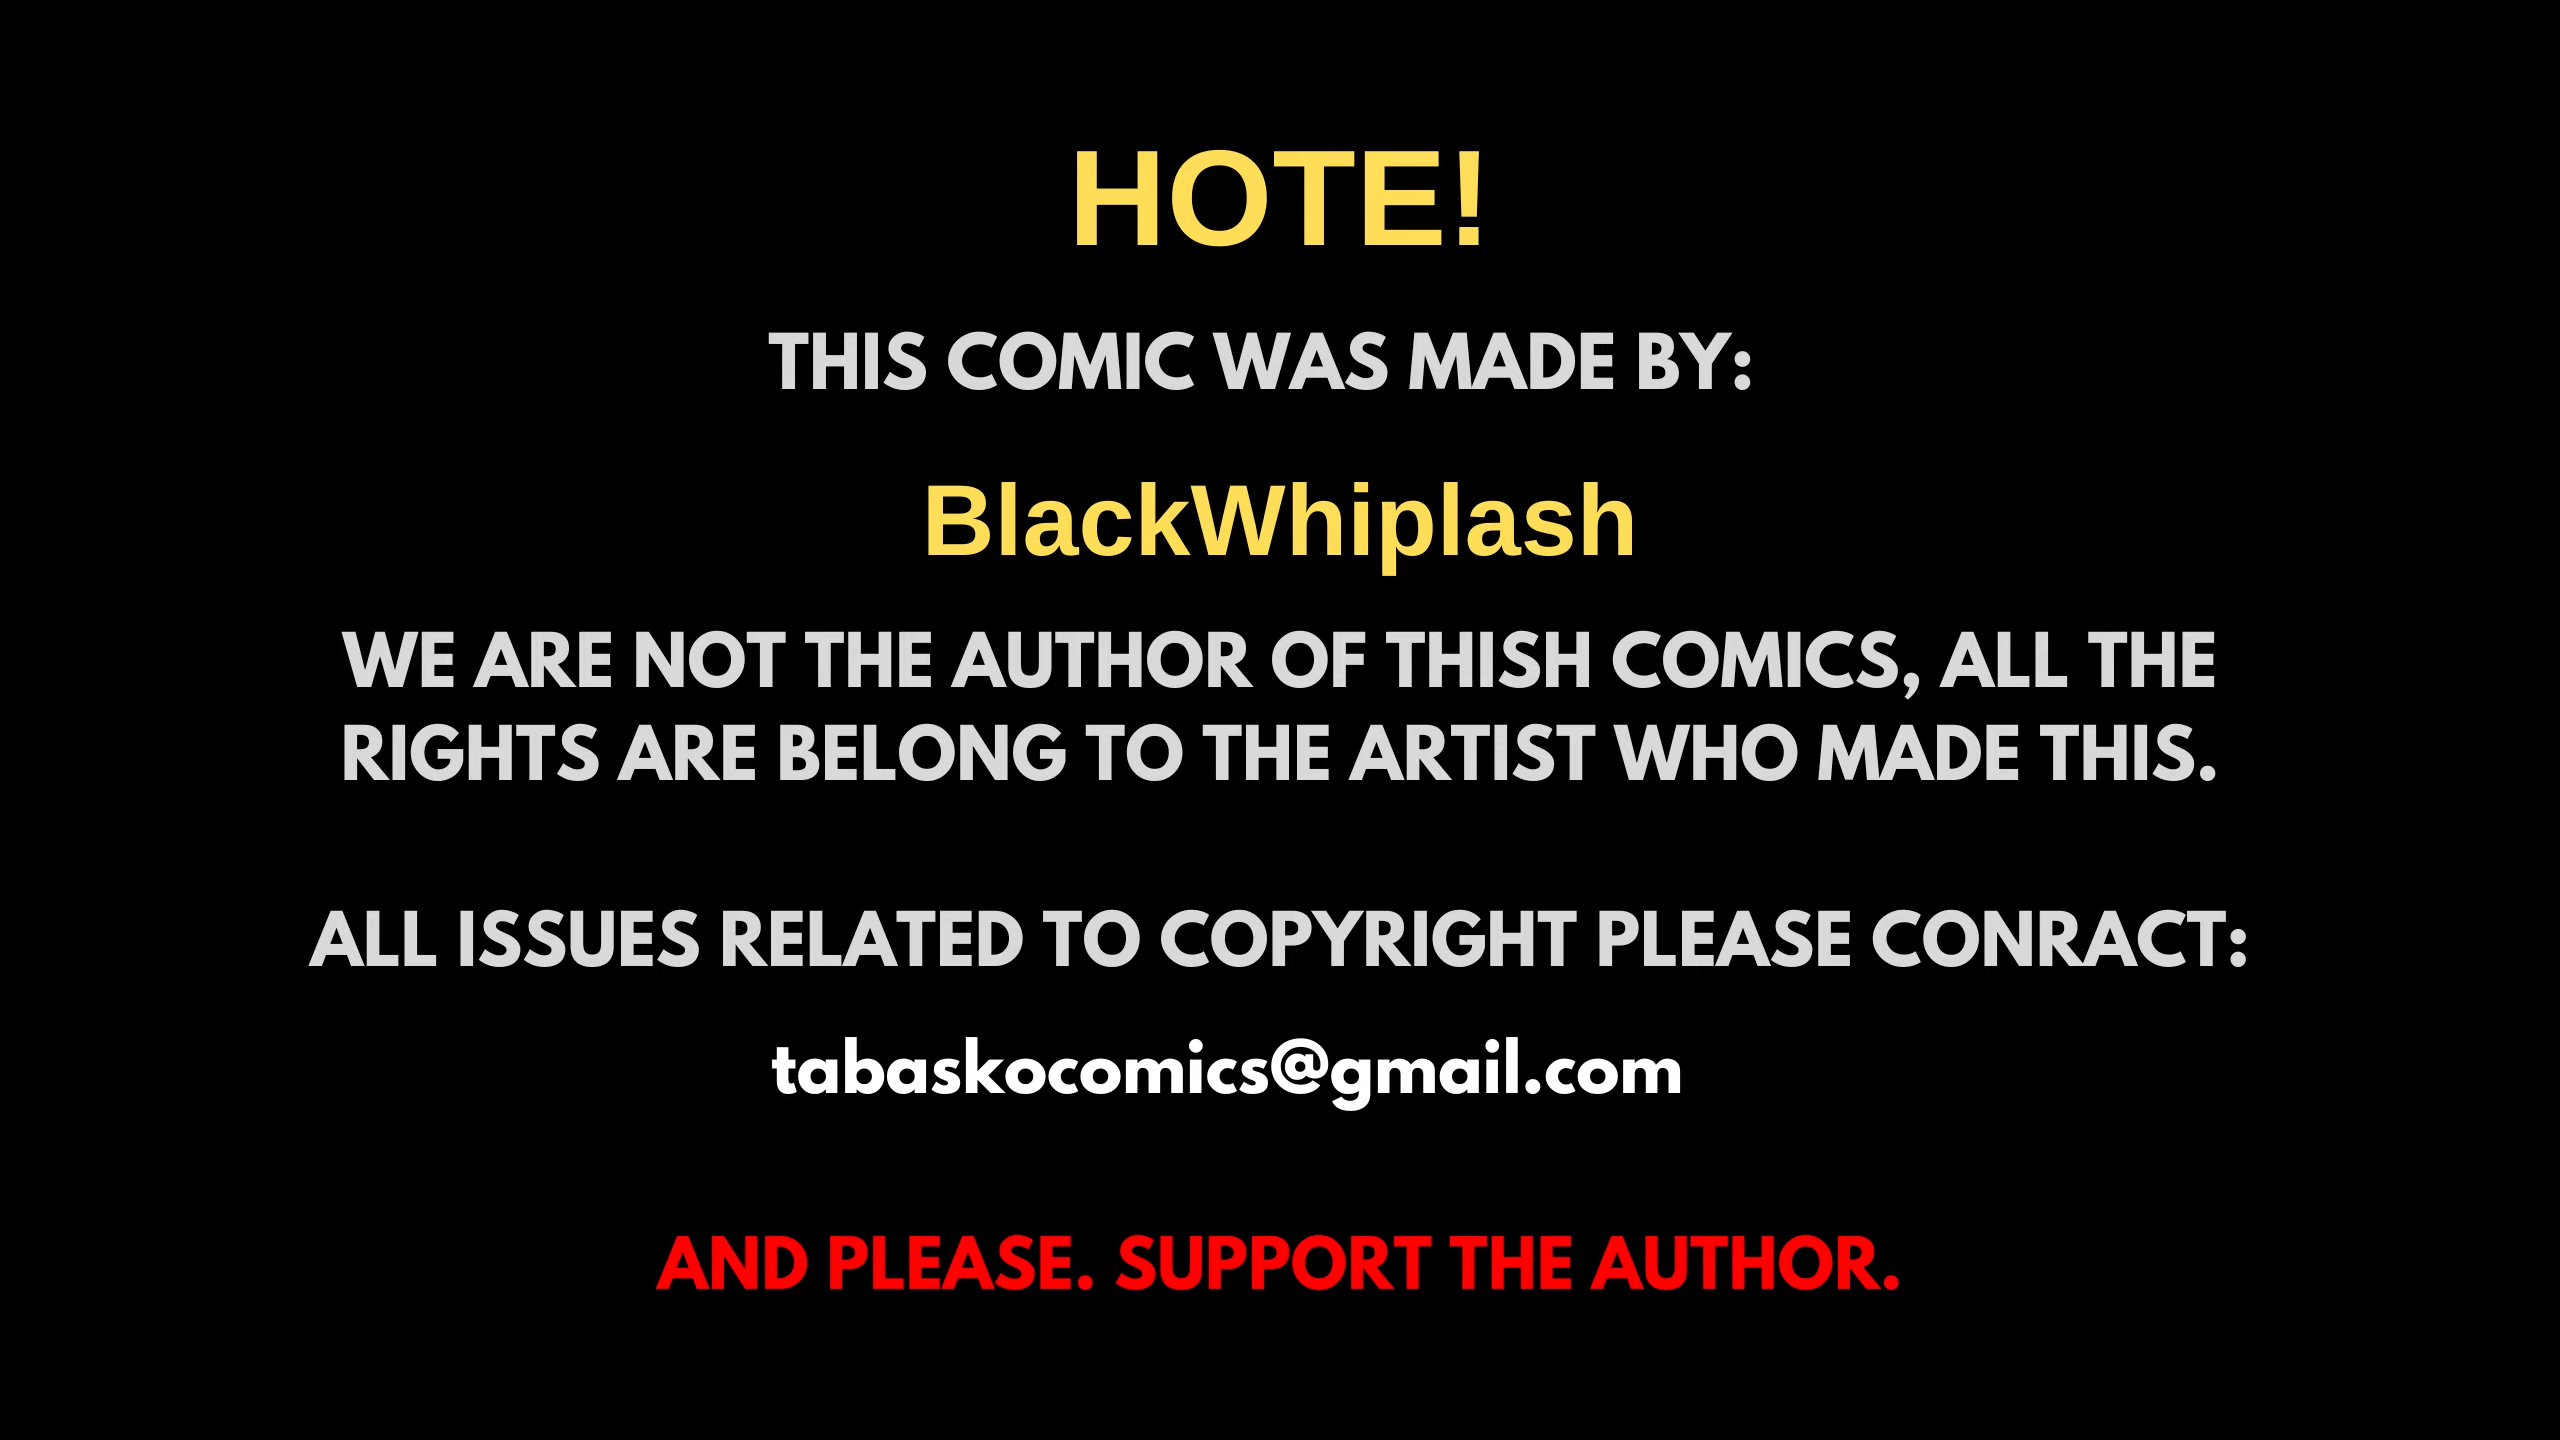 HOTE!
THIS COMIC WAS MADE BY:
BlackWhiplash
WE ARE NOT THE AUTHOR OF THISH COMICS, ALL THE
RIGHTS ARE BELONG TO THE ARTIST WHO MADE THIS.
ALL ISSUES RELATED TO COPYRIGHT PLEASE CONRACT:
tabaskocomics@gmail.com
AND PLEASE. SUPPORT THE AUTHOR.